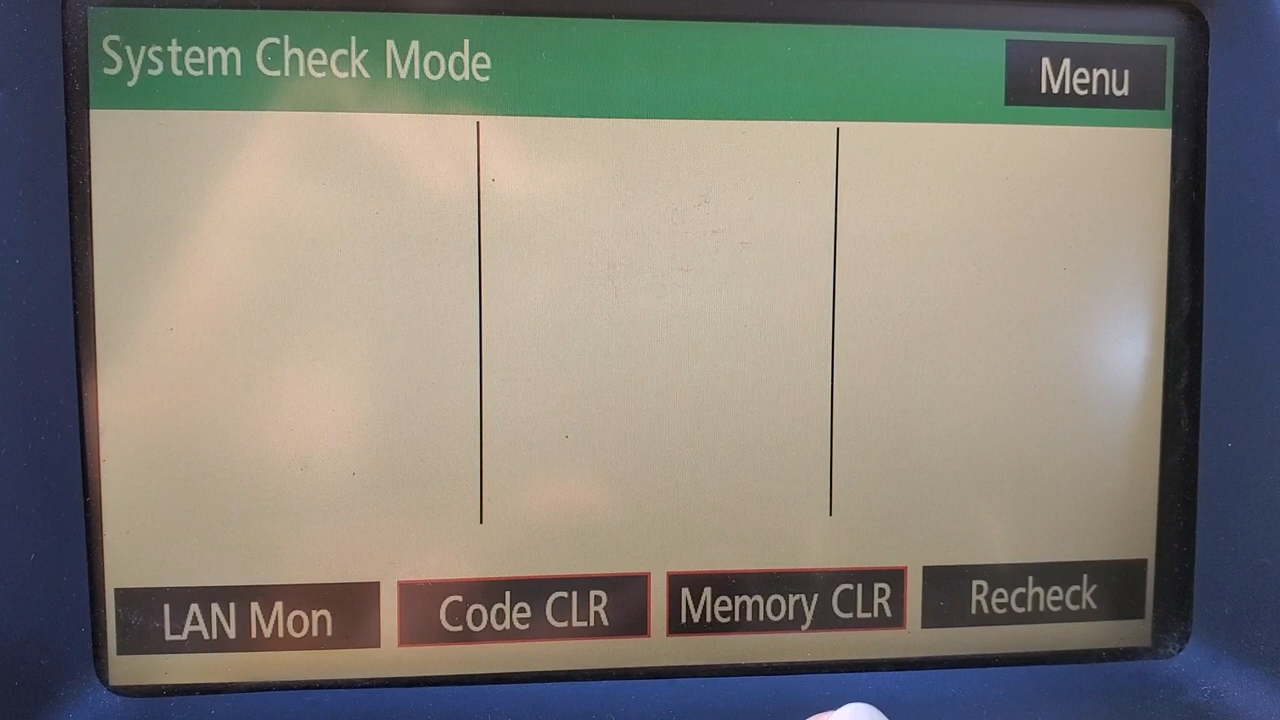 System Check Mode
Menu
LAN Mon
Code CLR
Memory CLR
Recheck